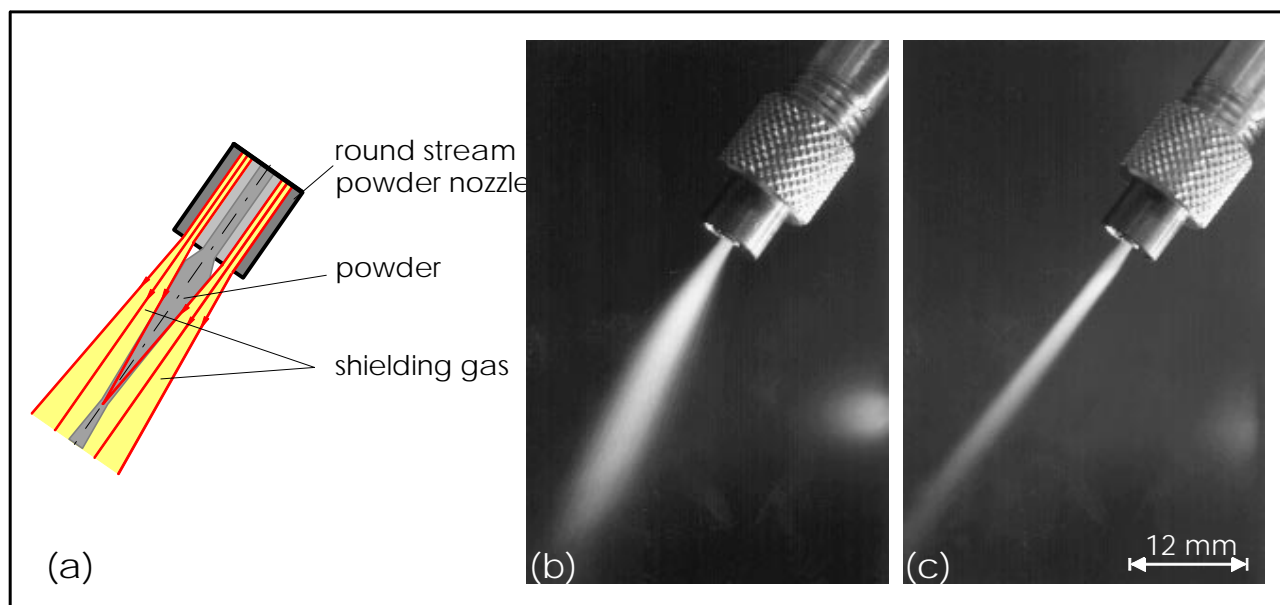 round stream
powder nozzle
powder
shielding gas
(a)
(b)
(c)
12 mm